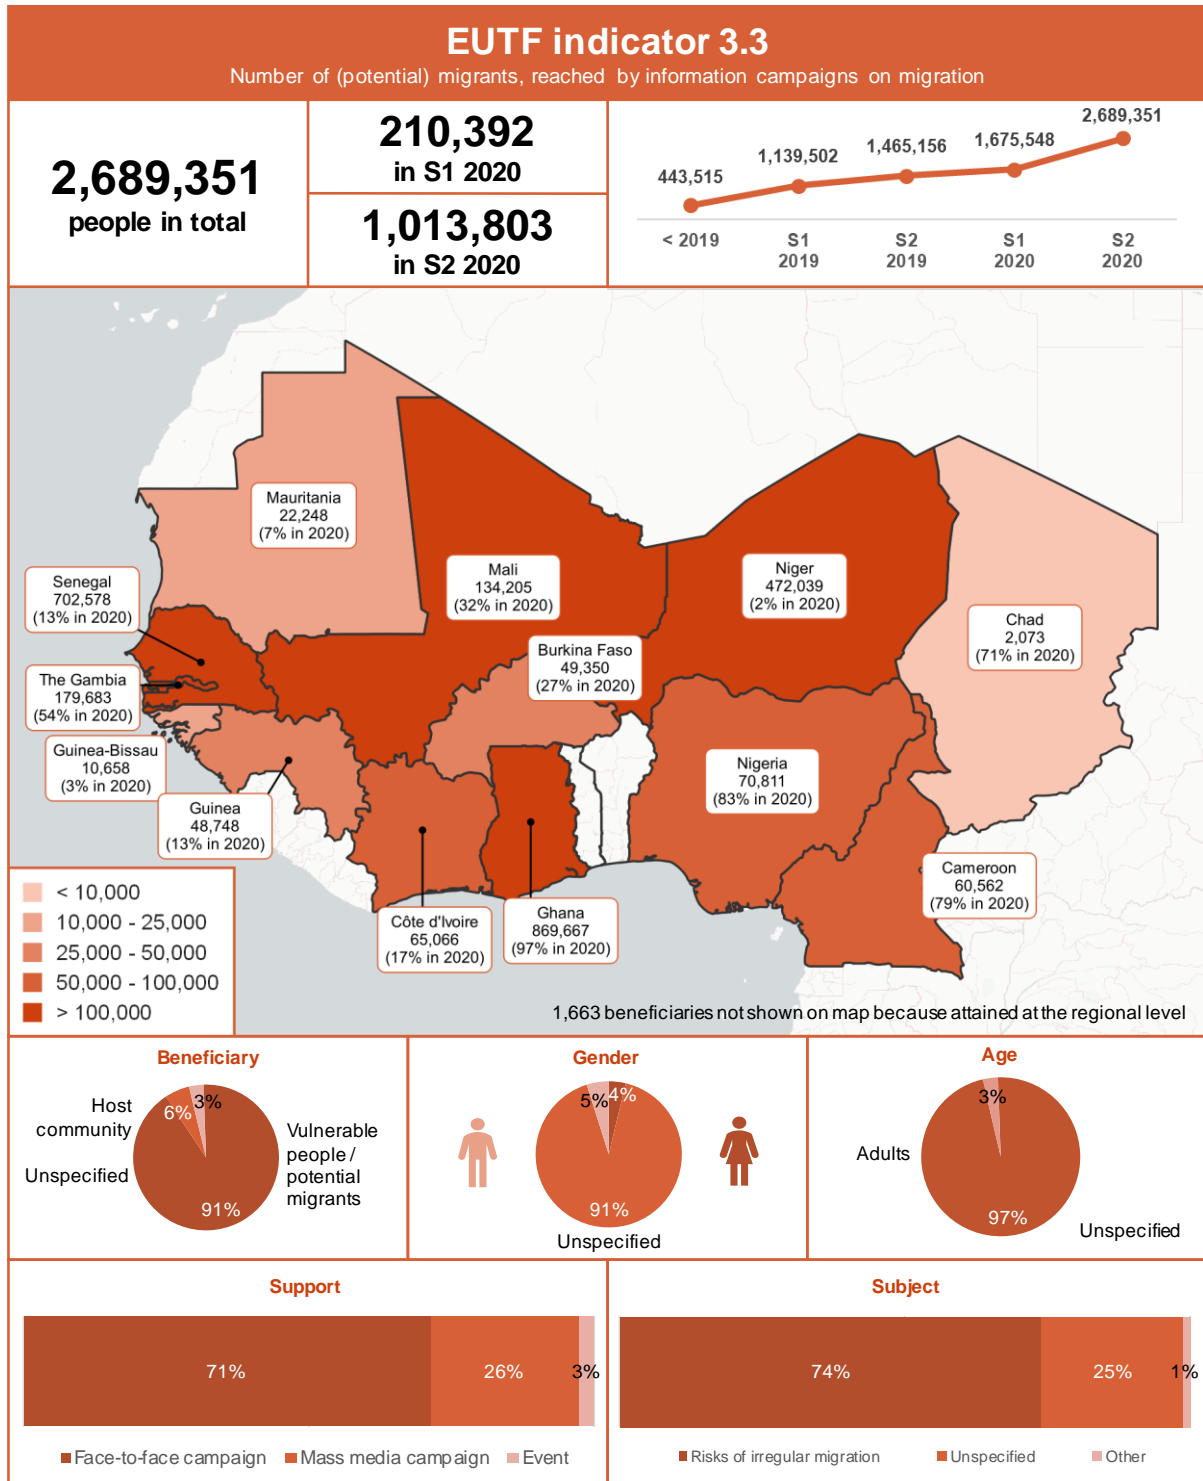 EUTF indicator 3.3
Number of (potential) migrants, reached by information campaigns on migration
2,689,351
people in total
210,392
in S1 2020
1,013,803
in S2 2020
443,515
1,139,502
1,465,156
1,675,548
2,689,351
< 2019
S1
2019
S2
2019
S1
2020
S2
2020
Mauritania
22,248
(7% in 2020)
Mali
134,205
(32% in 2020)
Niger
472,039
(2% in 2020)
Chad
2,073
(71% in 2020)
Senegal
702,578
(13% in 2020)
The Gambia
179,683
(54% in 2020)
Guinea-Bissau
10,658
(3% in 2020)
Guinea
48,748
(13% in 2020)
Burkina Faso
49,350
(27% in 2020)
Nigeria
70,811
(83% in 2020)
Cameroon
60,562
(79% in 2020)
Côte d'Ivoire
65,066
(17% in 2020)
Ghana
869,667
(97% in 2020)
< 10,000
10,000 - 25,000
25,000 - 50,000
50,000 - 100,000
> 100,000
1,663 beneficiaries not shown on map because attained at the regional level
Beneficiary
Host
community
Unspecified
6%
3%
91%
Vulnerable
people /
potential
migrants
Gender
5%
4%
91%
Unspecified
Age
3%
Adults
97%
Unspecified
Support
71%
26%
3%
Face-to-face campaign
Mass media campaign
Event
Subject
74%
25%
1%
Risks of irregular migration
Unspecified
Other